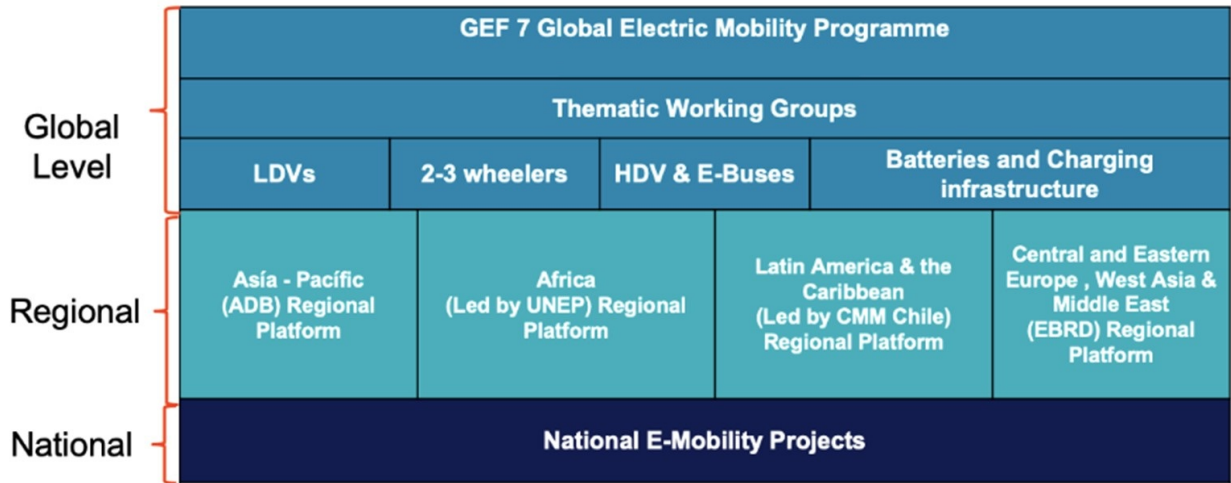 GEF 7 Global Electric Mobility Programme
Thematic Working Groups
Global
Level
LDVs
2-3 wheelers
HDV & E-Buses
Batteries and Charging
infrastructure
Regional
Asía - Pacífic
(ADB) Regional
Platform
Africa
(Led by UNEP) Regional
Platform
Latin America & the
Caribbean
(Led by CMM Chile)
Regional Platform
Central and Eastern
Europe , West Asia &
Middle East
(EBRD) Regional
Platform
National
National E-Mobility Projects